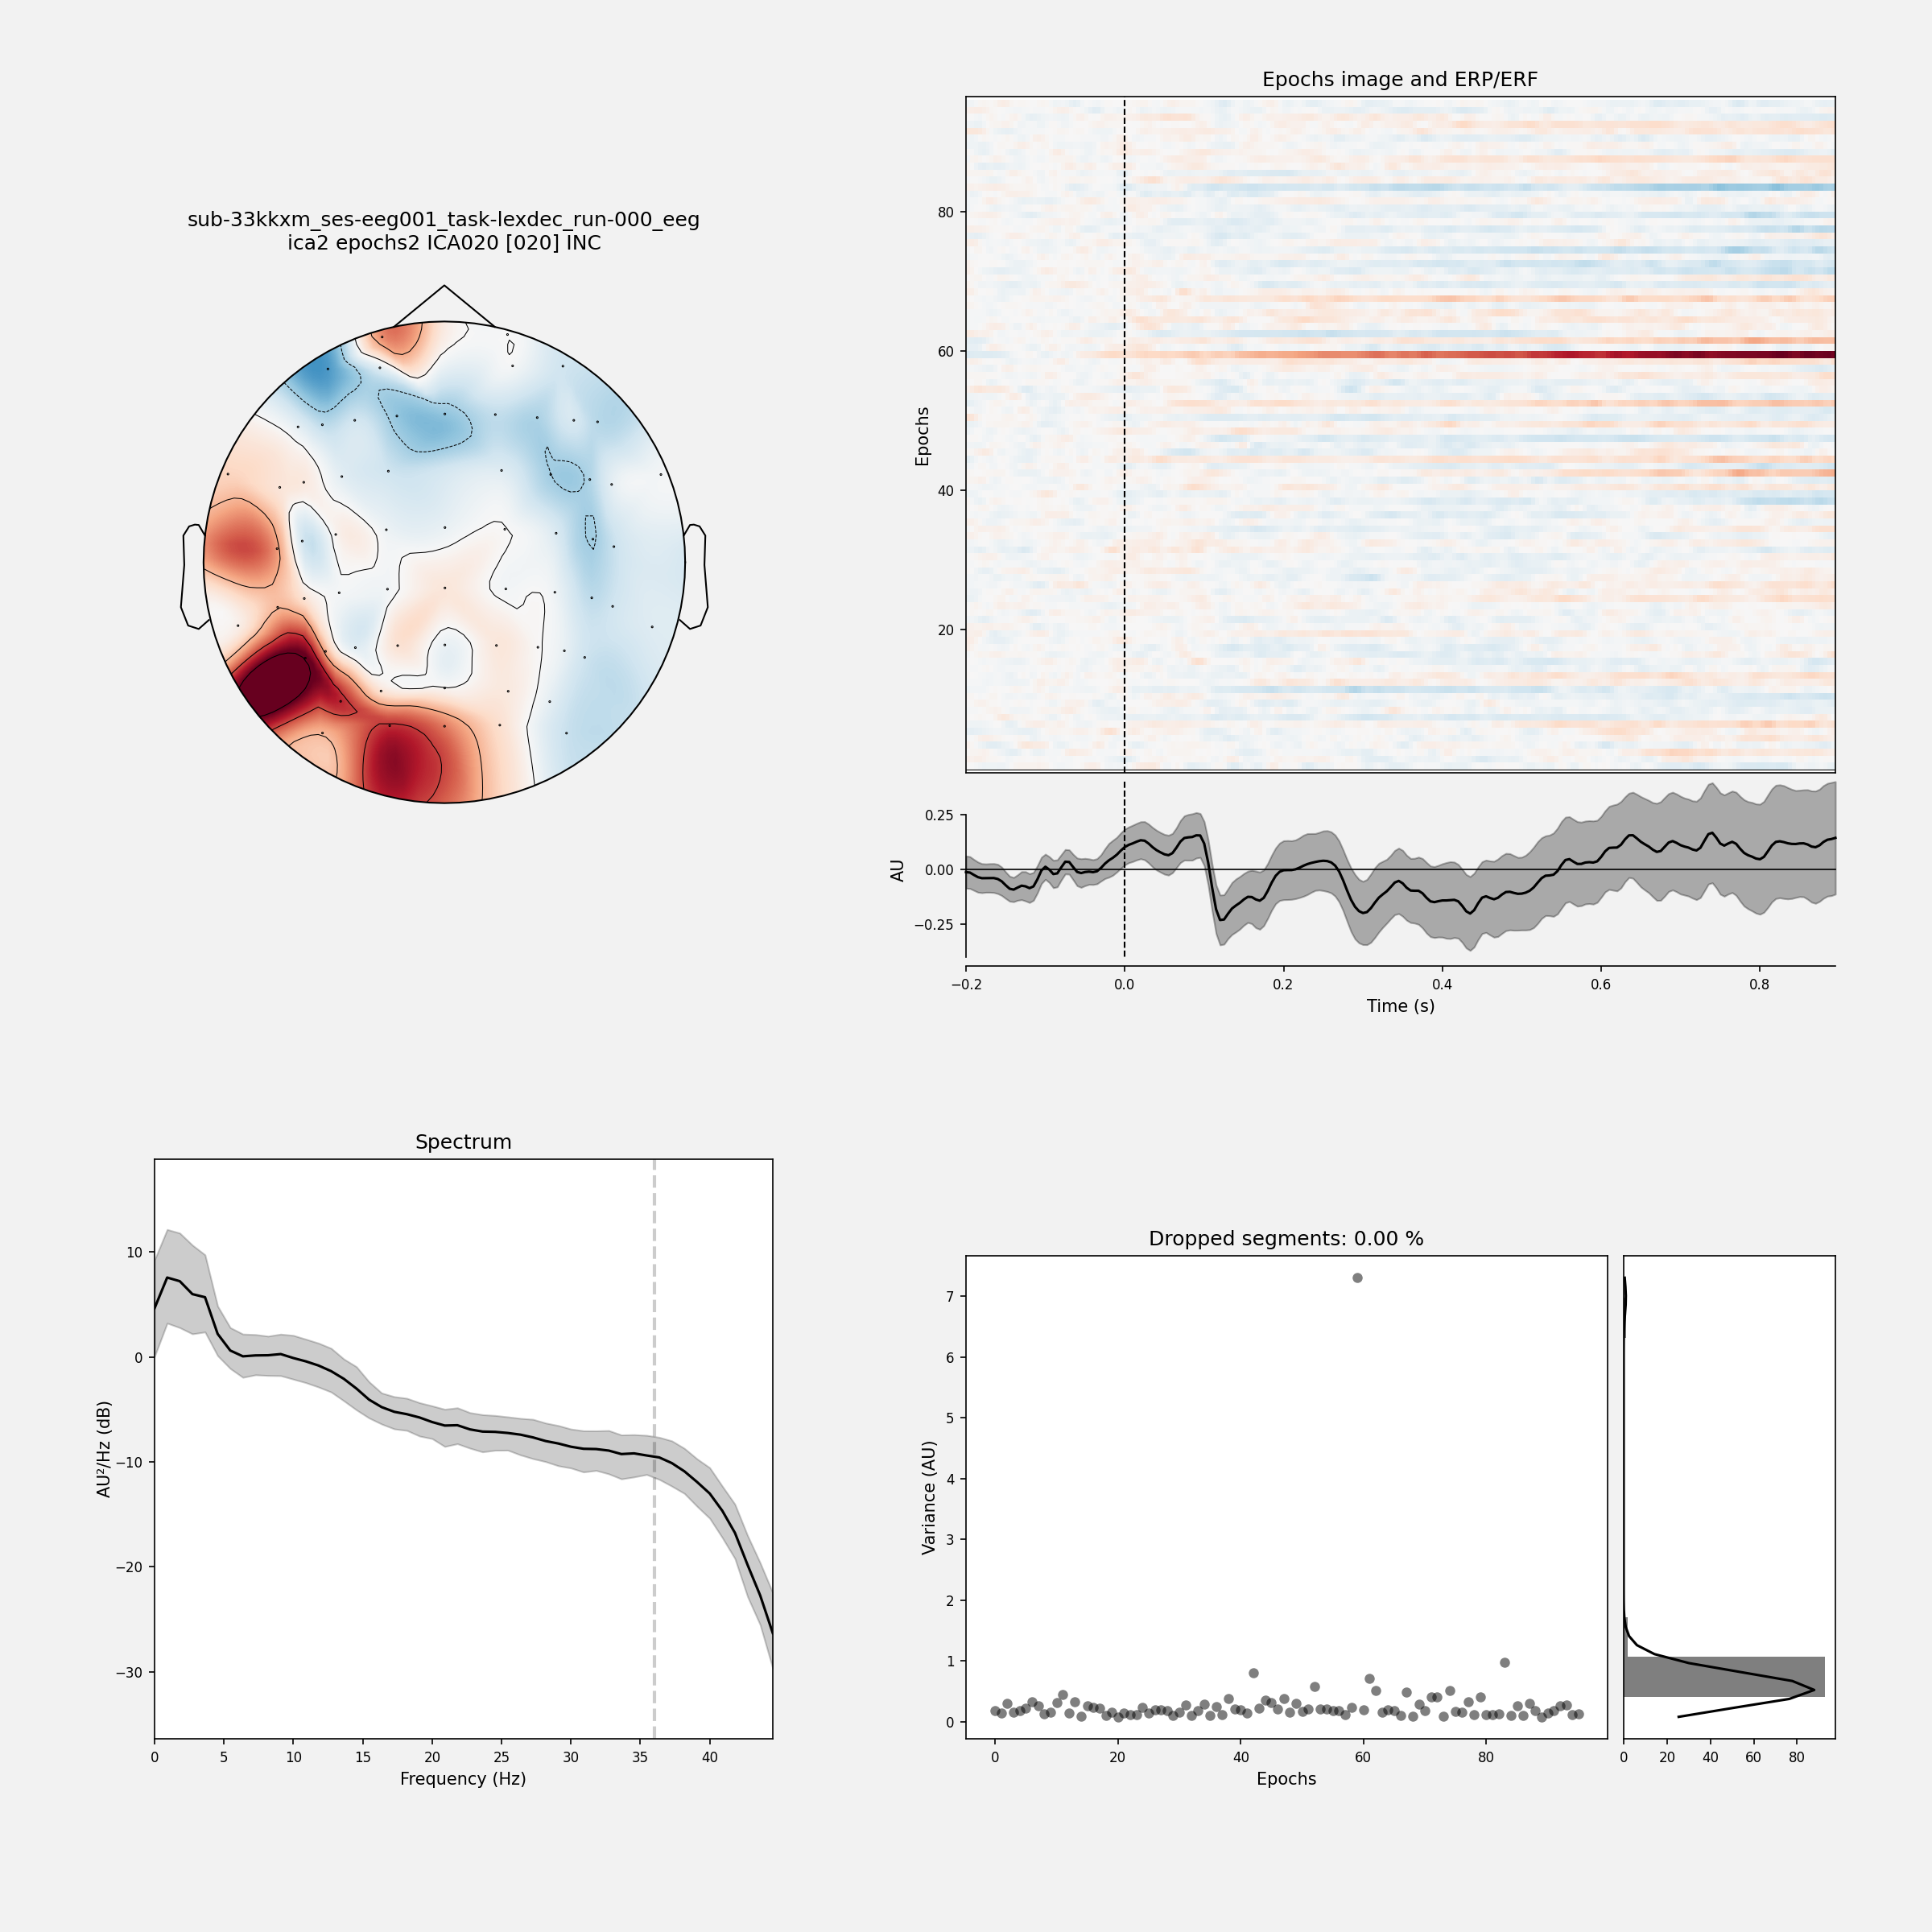 sub-33kkxm_ses-eeg001_task-lexdec_run-000_eeg
ica2 epochs2 ICA020 [020] INC
Epochs image and ERP/ERF
Epochs
80
60
40
20
AU
0.25
0.00
−0.25
−0.2 0.0 0.2 0.4 0.6 0.8
Time (s)
Spectrum
AU²/Hz (dB)
10
0
−10
−20
−30
0 5 10 15 20 25 30 35 40
Frequency (Hz)
Dropped segments: 0.00 %
Variance (AU)
7
6
5
4
3
2
1
0
0 20 40 60 80
Epochs
0 20 40 60 80